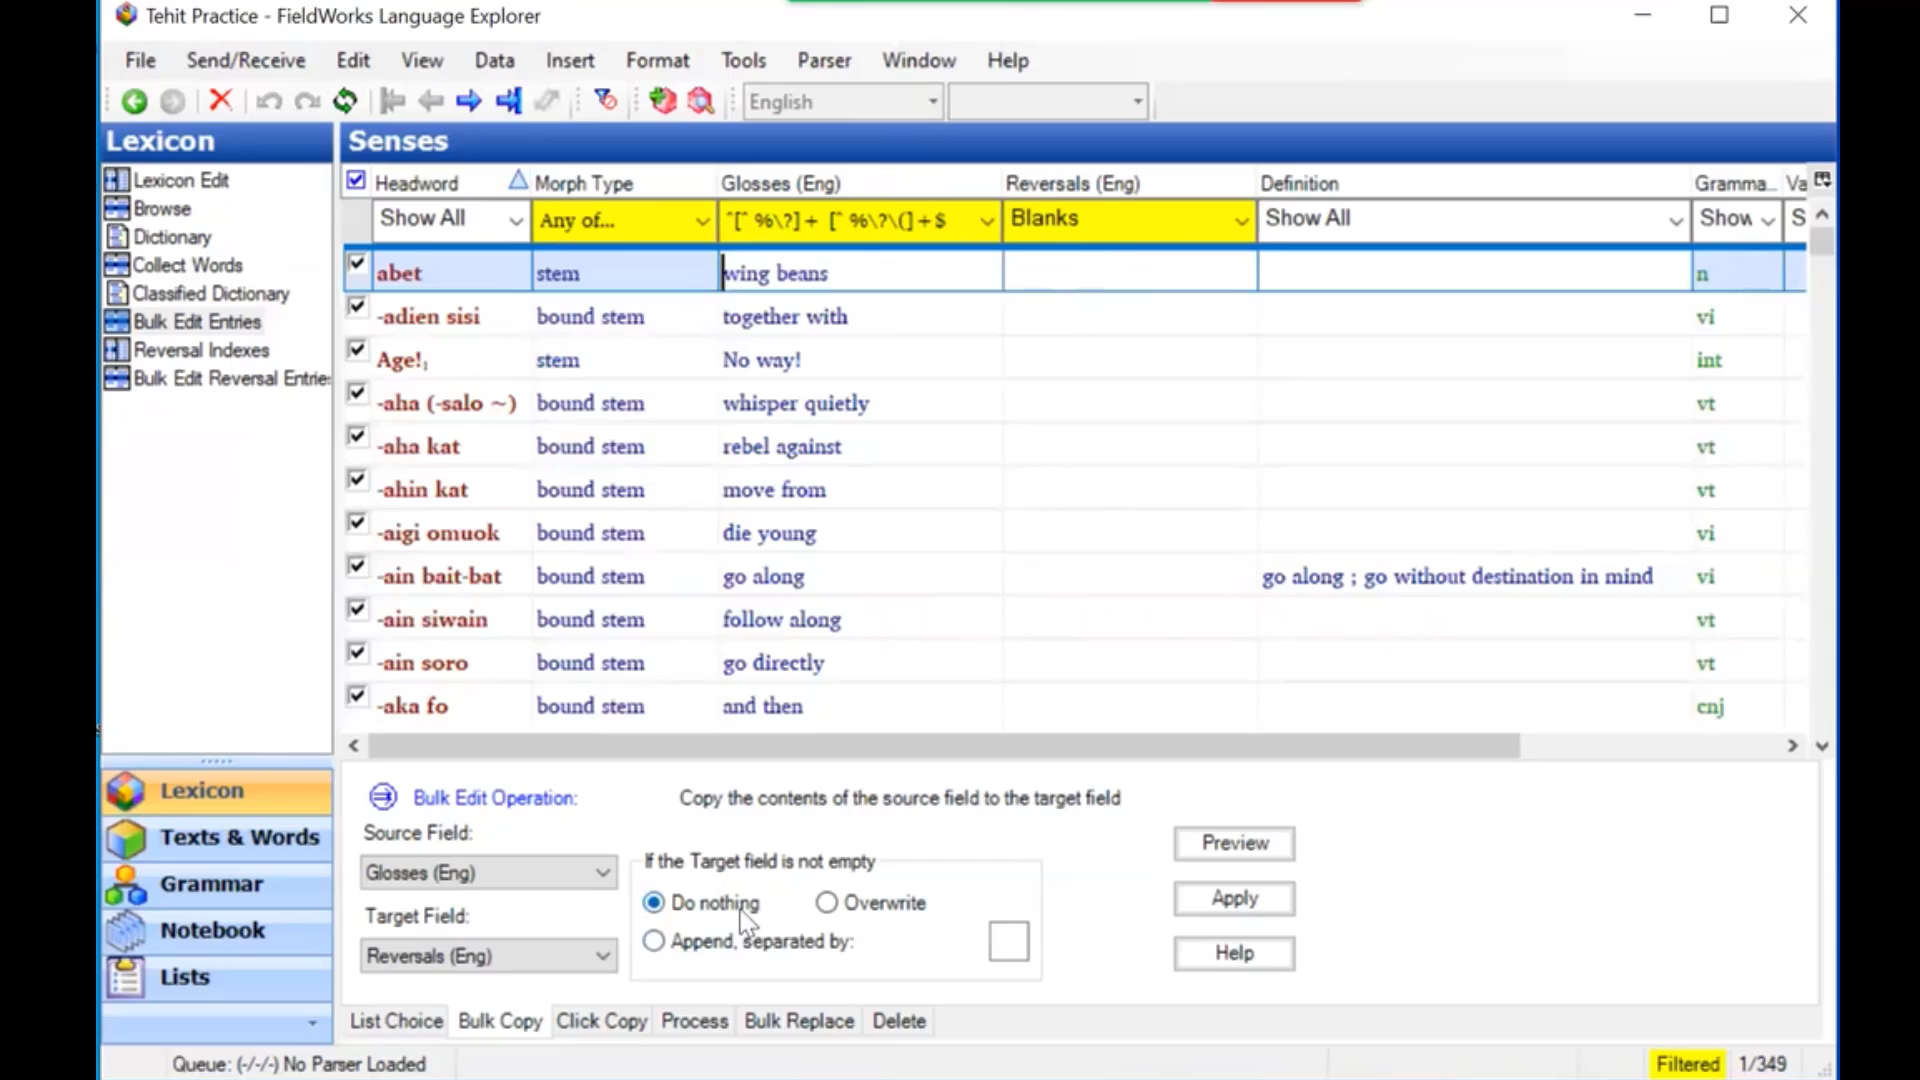 Tehit Practice - FieldWorks Language Explorer
File Send/Receive Edit View Data Insert Format Tools Parser Window Help
English
Lexicon
Lexicon Edit
Browse
Dictionary
Collect Words
Classified Dictionary
Bulk Edit Entries
Reversal Indexes
Bulk Edit Reversal Entrie
Senses
Headword Morph Type Glosses (Eng) Reversals (Eng) Definition Gramma... Va
Show All Any of... ^[^ %\?]+ [^ %\?\(]+$ Blanks Show All Show S
abet stem wing beans n
-adien sisi bound stem together with vi
Age!₁ stem No way! int
-aha (-salo ~) bound stem whisper quietly vt
-aha kat bound stem rebel against vt
-ahin kat bound stem move from vt
-aigi omuok bound stem die young vi
-ain bait-bat bound stem go along go along ; go without destination in mind vi
-ain siwain bound stem follow along vt
-ain soro bound stem go directly vt
-aka fo bound stem and then cnj
Lexicon
Texts & Words
Grammar
Notebook
Lists
Bulk Edit Operation: Copy the contents of the source field to the target field
Source Field:
Glosses (Eng)
Target Field:
Reversals (Eng)
If the Target field is not empty
Do nothing Overwrite
Append, separated by:
Preview
Apply
Help
List Choice Bulk Copy Click Copy Process Bulk Replace Delete
Queue: (-/-/-) No Parser Loaded Filtered 1/349